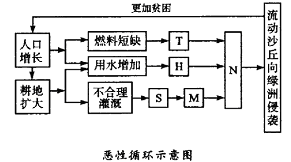 更加贫困
人口
增长
燃料短缺
T
用水增加
H
耕地
扩大
不合理
灌溉
S
M
N
流动沙丘向绿洲侵袭
恶性循环示意图